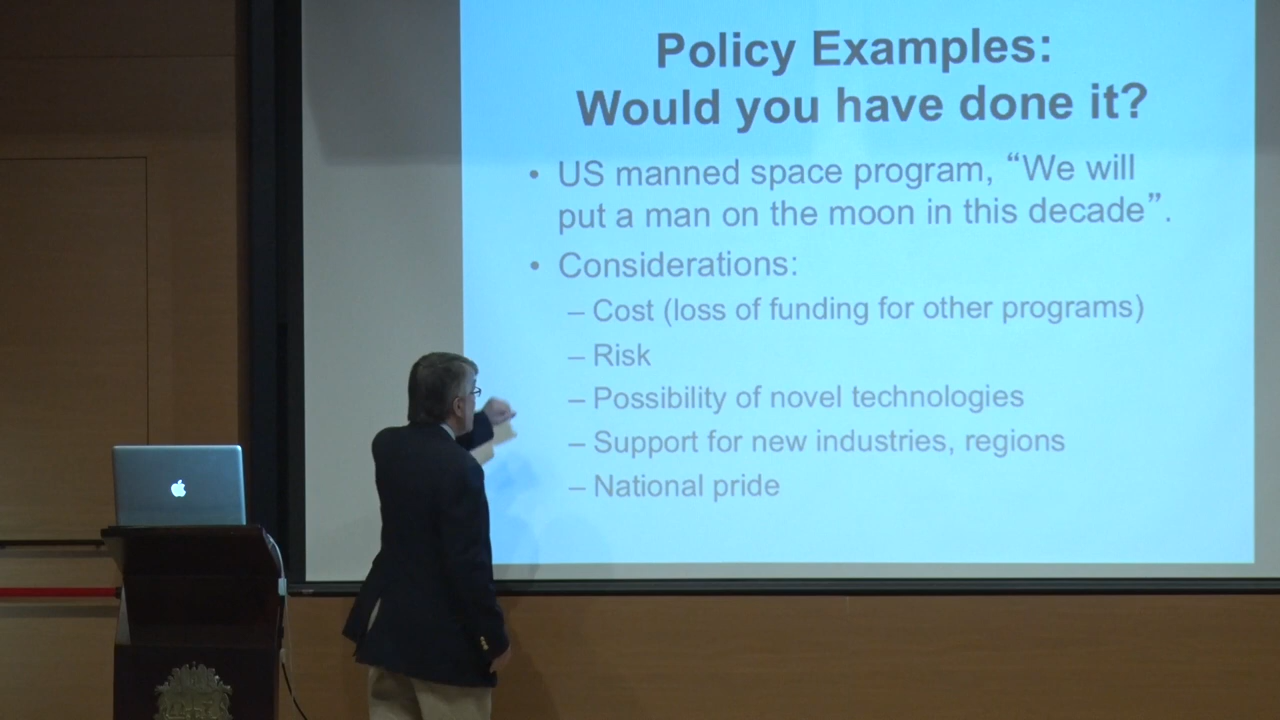 Policy Examples:
Would you have done it?
• US manned space program, “We will
put a man on the moon in this decade”.
• Considerations:
– Cost (loss of funding for other programs)
– Risk
– Possibility of novel technologies
– Support for new industries, regions
– National pride